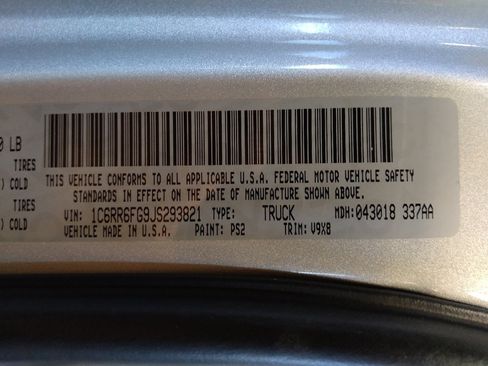 0 LB
TIRES
) COLD
TIRES
) COLD
THIS VEHICLE CONFORMS TO ALL APPLICABLE U.S.A. FEDERAL MOTOR VEHICLE SAFETY
STANDARDS IN EFFECT ON THE DATE OF MANUFACTURE SHOWN ABOVE.
VIN: 1C6RR6FG9JS293821 TYPE: TRUCK MDH: 043018 337AA
VEHICLE MADE IN U.S.A. PAINT: PS2 TRIM: V9X8